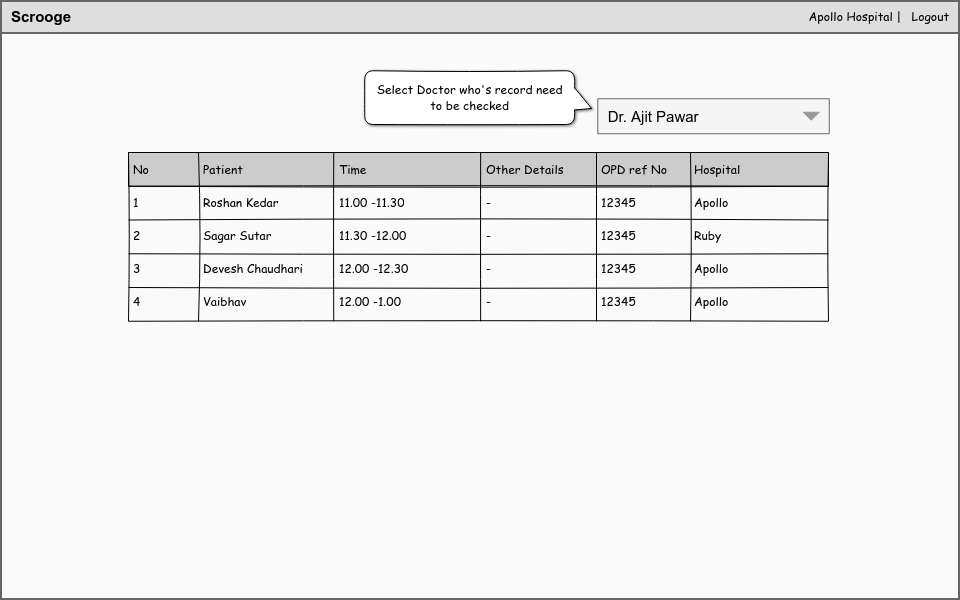 Scrooge Apollo Hospital | Logout
Select Doctor who's record need
to be checked
Dr. Ajit Pawar
No Patient Time Other Details OPD ref No Hospital
1 Roshan Kedar 11.00 -11.30 - 12345 Apollo
2 Sagar Sutar 11.30 -12.00 - 12345 Ruby
3 Devesh Chaudhari 12.00 -12.30 - 12345 Apollo
4 Vaibhav 12.00 -1.00 - 12345 Apollo